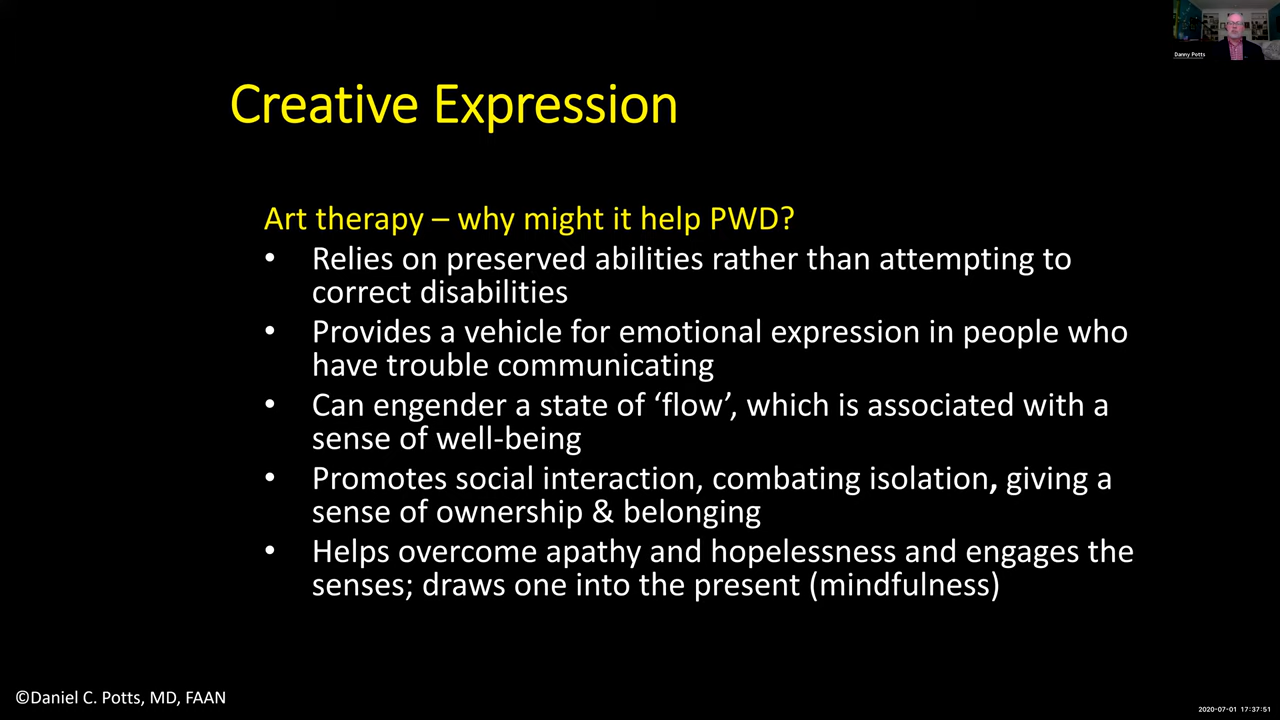 Danny Potts
Creative Expression
Art therapy – why might it help PWD?
• Relies on preserved abilities rather than attempting to
correct disabilities
• Provides a vehicle for emotional expression in people who
have trouble communicating
• Can engender a state of ‘flow’, which is associated with a
sense of well-being
• Promotes social interaction, combating isolation, giving a
sense of ownership & belonging
• Helps overcome apathy and hopelessness and engages the
senses; draws one into the present (mindfulness)
©Daniel C. Potts, MD, FAAN
2020-07-01 17:37:51